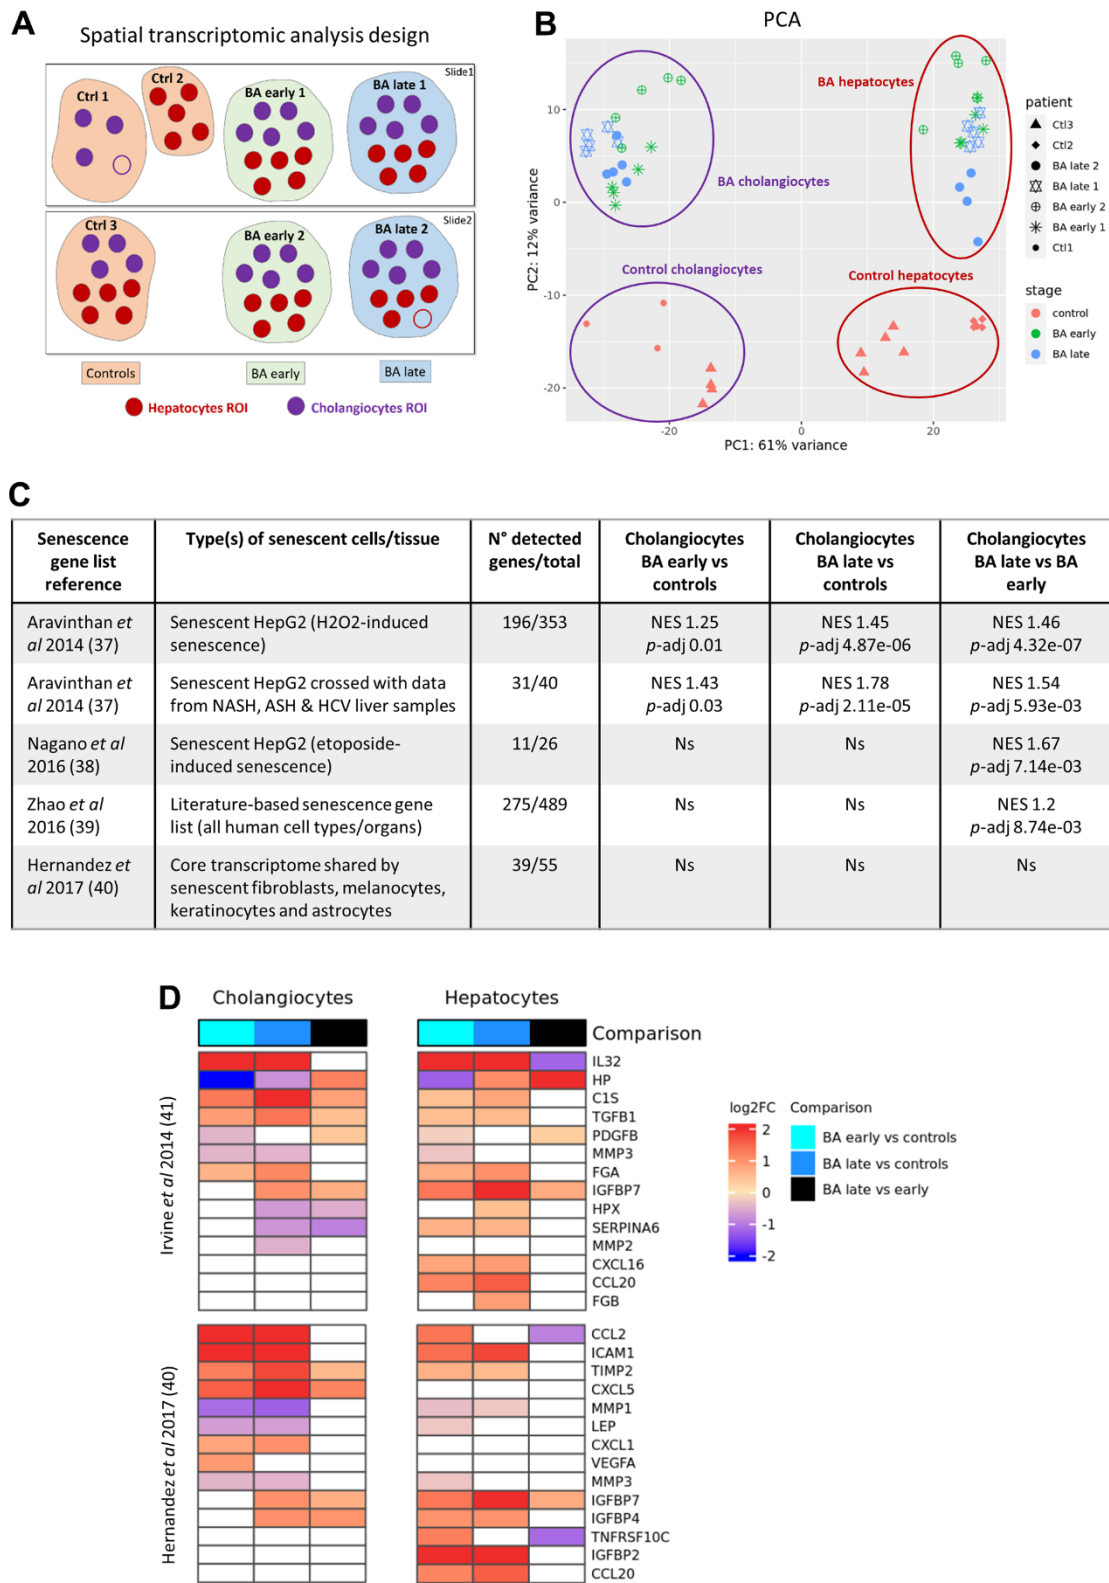 A
Spatial transcriptomic analysis design
Slide1
Ctrl 1
Ctrl 2
BA early 1
BA late 1
Slide2
Ctrl 3
BA early 2
BA late 2
Controls
BA early
BA late
Hepatocytes ROI
Cholangiocytes ROI
B
PCA
BA hepatocytes
BA cholangiocytes
Control cholangiocytes
Control hepatocytes
PC2: 12% variance
10
0
-10
-20
-20
0
20
PC1: 61% variance
patient
Ctl3
Ctl2
BA late 2
BA late 1
BA early 2
BA early 1
Ctl1
stage
control
BA early
BA late
C
Senescence gene list reference
Type(s) of senescent cells/tissue
N° detected genes/total
Cholangiocytes BA early vs controls
Cholangiocytes BA late vs controls
Cholangiocytes BA late vs BA early
Aravinthan et al 2014 (37)
Senescent HepG2 (H2O2-induced senescence)
196/353
NES 1.25
p-adj 0.01
NES 1.45
p-adj 4.87e-06
NES 1.46
p-adj 4.32e-07
Aravinthan et al 2014 (37)
Senescent HepG2 crossed with data from NASH, ASH & HCV liver samples
31/40
NES 1.43
p-adj 0.03
NES 1.78
p-adj 2.11e-05
NES 1.54
p-adj 5.93e-03
Nagano et al 2016 (38)
Senescent HepG2 (etoposide-induced senescence)
11/26
Ns
Ns
NES 1.67
p-adj 7.14e-03
Zhao et al 2016 (39)
Literature-based senescence gene list (all human cell types/organs)
275/489
Ns
Ns
NES 1.2
p-adj 8.74e-03
Hernandez et al 2017 (40)
Core transcriptome shared by senescent fibroblasts, melanocytes, keratinocytes and astrocytes
39/55
Ns
Ns
Ns
D
Cholangiocytes
Hepatocytes
Comparison
Irvine et al 2014 (41)
IL32
HP
C1S
TGFB1
PDGFB
MMP3
FGA
IGFBP7
HPX
SERPINA6
MMP2
CXCL16
CCL20
FGB
Hernandez et al 2017 (40)
CCL2
ICAM1
TIMP2
CXCL5
MMP1
LEP
CXCL1
VEGFA
MMP3
IGFBP7
IGFBP4
TNFRSF10C
IGFBP2
CCL20
log2FC
2
1
0
-1
-2
Comparison
BA early vs controls
BA late vs controls
BA late vs early